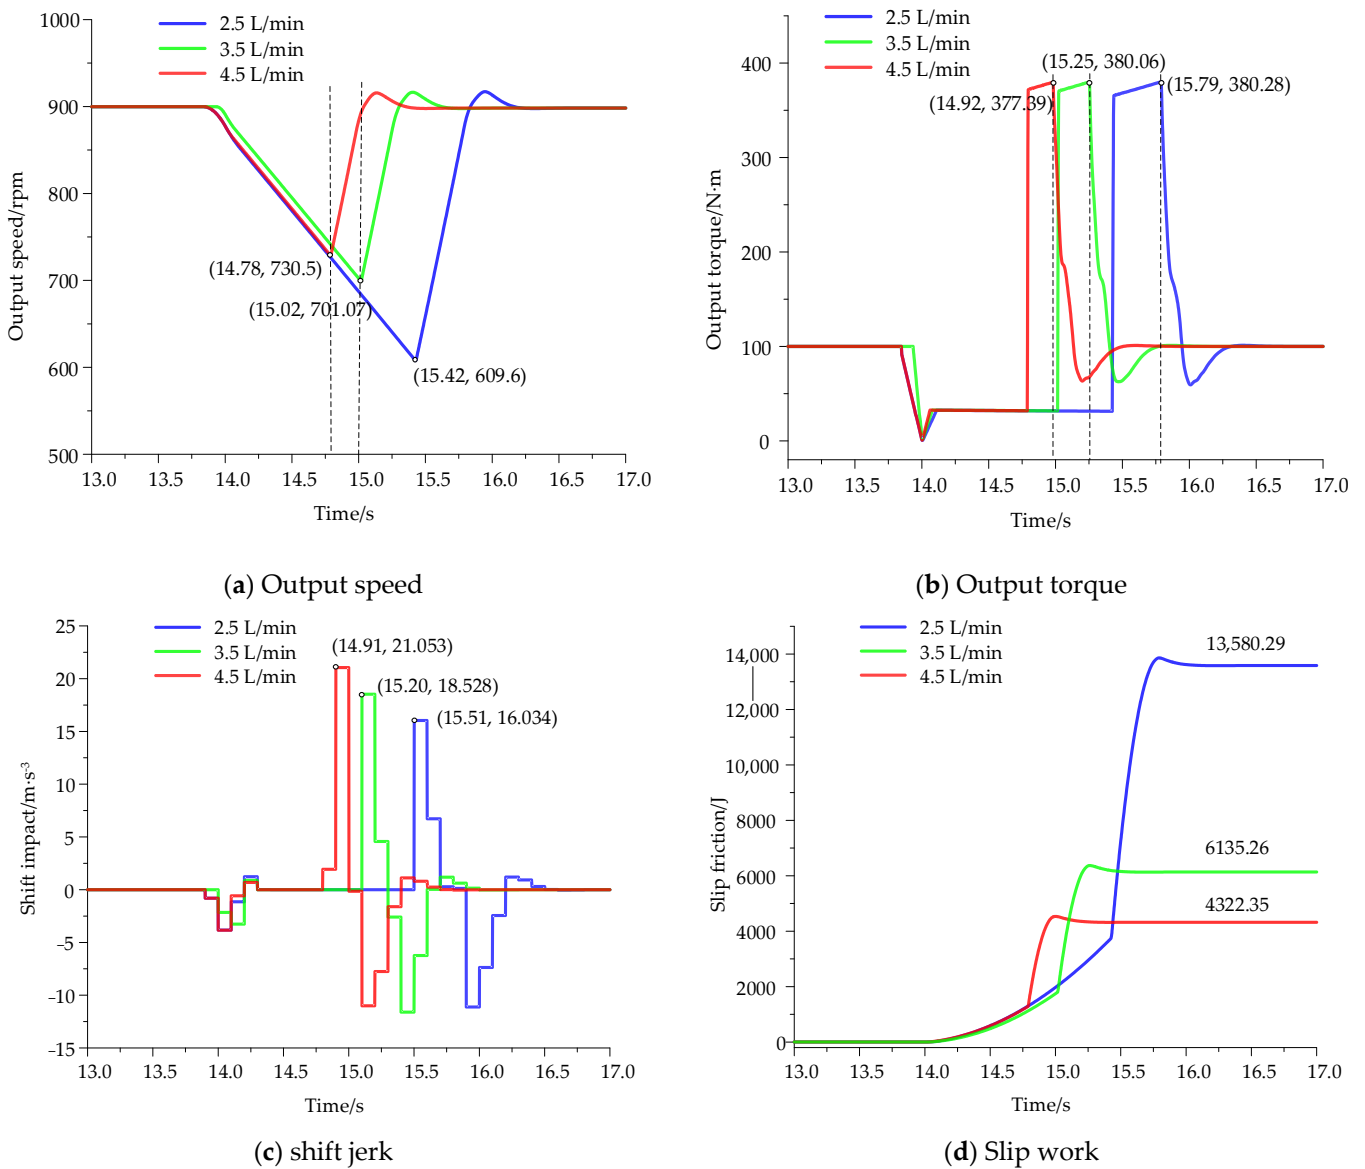 2.5 L/min
3.5 L/min
4.5 L/min
1000
900
800
700
600
500
Output speed/rpm
(14.78, 730.5)
(15.02, 701.07)
(15.42, 609.6)
13.0 13.5 14.0 14.5 15.0 15.5 16.0 16.5 17.0
Time/s
(a) Output speed
2.5 L/min
3.5 L/min
4.5 L/min
400
300
200
100
0
Output torque/N·m
(15.25, 380.06)
(14.92, 377.39)
(15.79, 380.28)
13.0 13.5 14.0 14.5 15.0 15.5 16.0 16.5 17.0
Time/s
(b) Output torque
2.5 L/min
3.5 L/min
4.5 L/min
25
20
15
10
5
0
−5
−10
−15
Shift impact/m·s-3
(14.91, 21.053)
(15.20, 18.528)
(15.51, 16.034)
13.0 13.5 14.0 14.5 15.0 15.5 16.0 16.5 17.0
Time/s
(c) shift jerk
2.5 L/min
3.5 L/min
4.5 L/min
14,000
12,000
10,000
8000
6000
4000
2000
0
Slip friction/J
13,580.29
6135.26
4322.35
13.0 13.5 14.0 14.5 15.0 15.5 16.0 16.5 17.0
Time/s
(d) Slip work